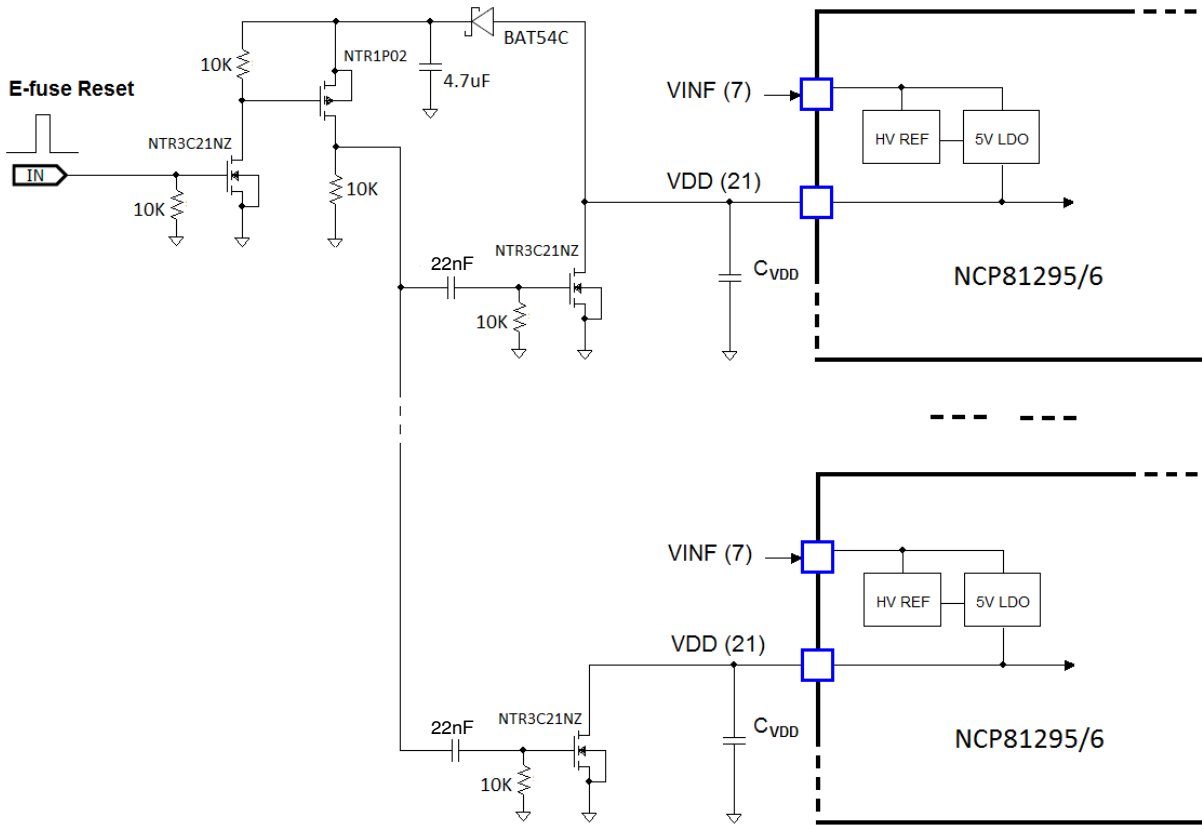 BAT54C
10K
NTR1P02
4.7uF
E-fuse Reset
VINF (7)
HV REF
5V LDO
NTR3C21NZ
IN
10K
10K
VDD (21)
22nF
NTR3C21NZ
10K
CVDD
NCP81295/6
VINF (7)
HV REF
5V LDO
VDD (21)
22nF
NTR3C21NZ
10K
CVDD
NCP81295/6